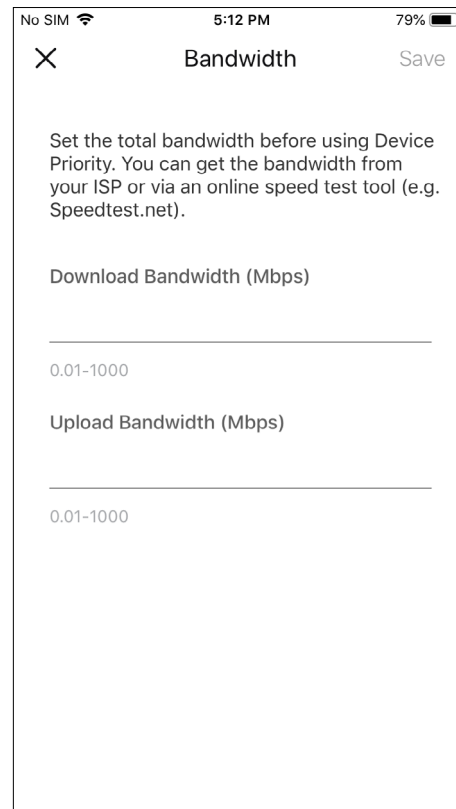 No SIM 5:12 PM 79%
Bandwidth Save
Set the total bandwidth before using Device
Priority. You can get the bandwidth from
your ISP or via an online speed test tool (e.g.
Speedtest.net).
Download Bandwidth (Mbps)
0.01-1000
Upload Bandwidth (Mbps)
0.01-1000